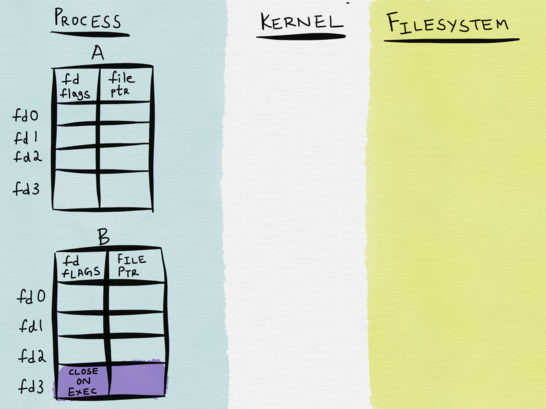 PROCESS
KERNEL
FILESYSTEM
A
fd flags
file ptr
fd0
fd1
fd2
fd3
B
fd FLAGS
FILE PTR
fd0
fd1
fd2
fd3
CLOSE ON EXEC